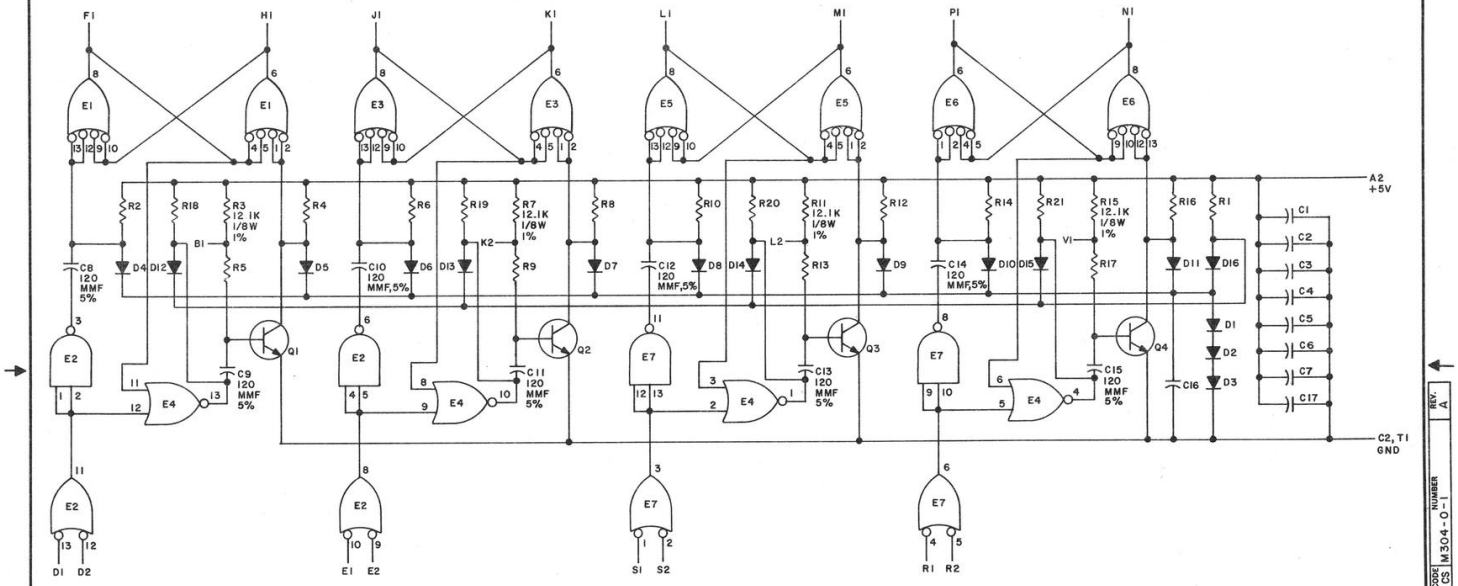 F1 H1 J1 K1 L1 M1 P1 N1
8 6 8 6 8 6 6 8
E1 E1 E3 E3 E5 E5 E6 E6
13 12 9 10 4 5 1 2 13 12 9 10 4 5 1 2 13 12 9 10 4 5 1 2 1 2 4 5 9 10 12 13
A2
+5V
R2 R18 R3 R4 R6 R19 R7 R8 R10 R20 R11 R12 R14 R21 R15 R16 R1 C1
12.1K 12.1K 12.1K 12.1K
1/8W 1/8W 1/8W 1/8W
1% 1% 1% 1%
B1 K2 L2 V1 C2
C8 D4 D12 R5 D5 C10 D6 D13 R9 D7 C12 D8 D14 R13 D9 C14 D10 D15 R17 D11 D16 C3
120 120 120 120
MMF MMF,5% MMF,5% MMF,5% C4
5%
3 6 11 8 D1 C5
E2 Q1 E2 Q2 E7 Q3 E7 Q4 D2 C6
C9 C11 C13 C15 C16 D3 C7
120 120 120 120
MMF MMF MMF MMF
5% 5% 5% 5%
1 2 11 4 5 8 12 13 3 9 10 6 C17
12 E4 13 9 E4 10 2 E4 1 5 E4 4
C2, T1
GND
11 8 3 6
E2 E2 E7 E7
13 12 10 9 1 2 4 5
D1 D2 E1 E2 S1 S2 R1 R2
REV.
A
NUMBER
M304-0-1
CODE
CS